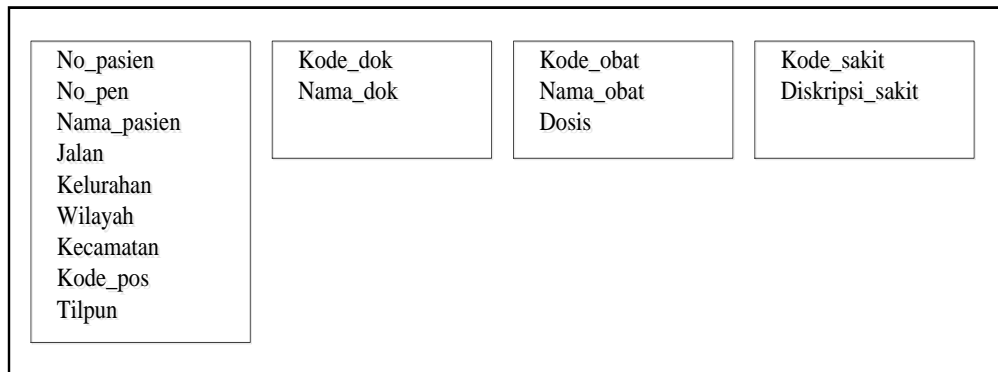 No_pasien
No_pen
Nama_pasien
Jalan
Kelurahan
Wilayah
Kecamatan
Kode_pos
Tilpun
Kode_dok
Nama_dok
Kode_obat
Nama_obat
Dosis
Kode_sakit
Diskripsi_sakit